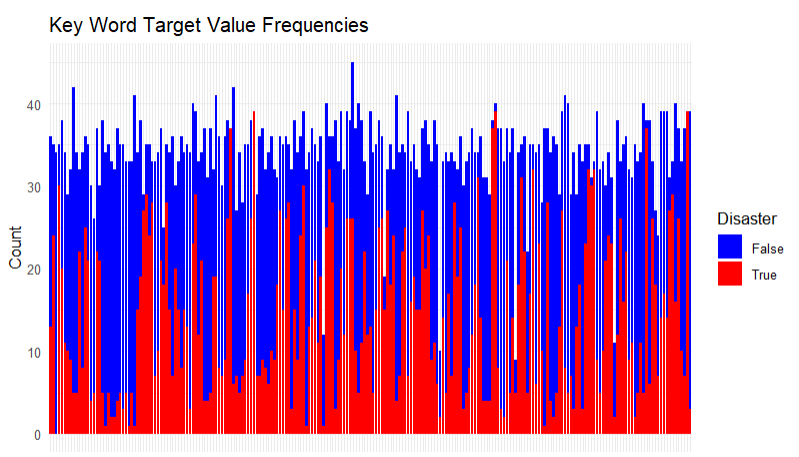 Key Word Target Value Frequencies
40
30
20
10
0
Count
Disaster
False
True